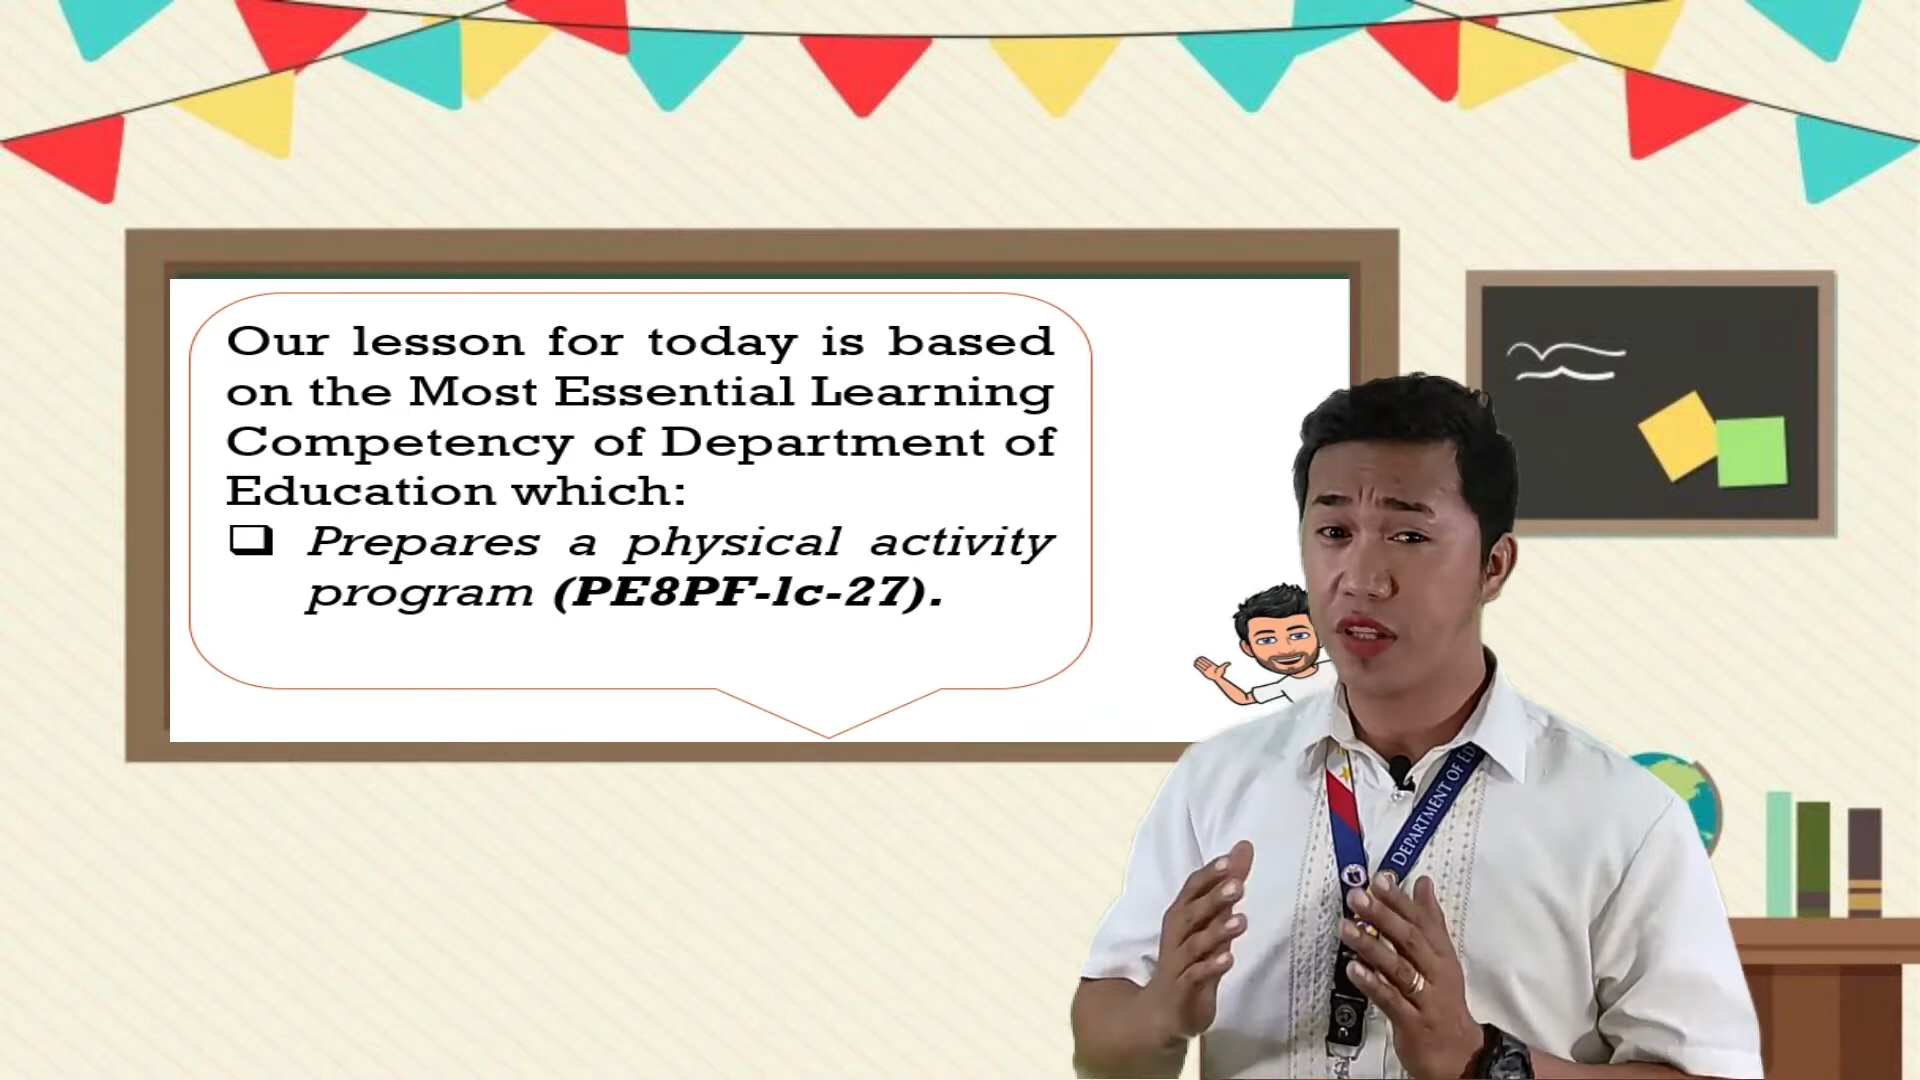 Our lesson for today is based
on the Most Essential Learning
Competency of Department of
Education which:
❑ Prepares a physical activity
program (PE8PF-lc-27).
DEPARTMENT OF ED